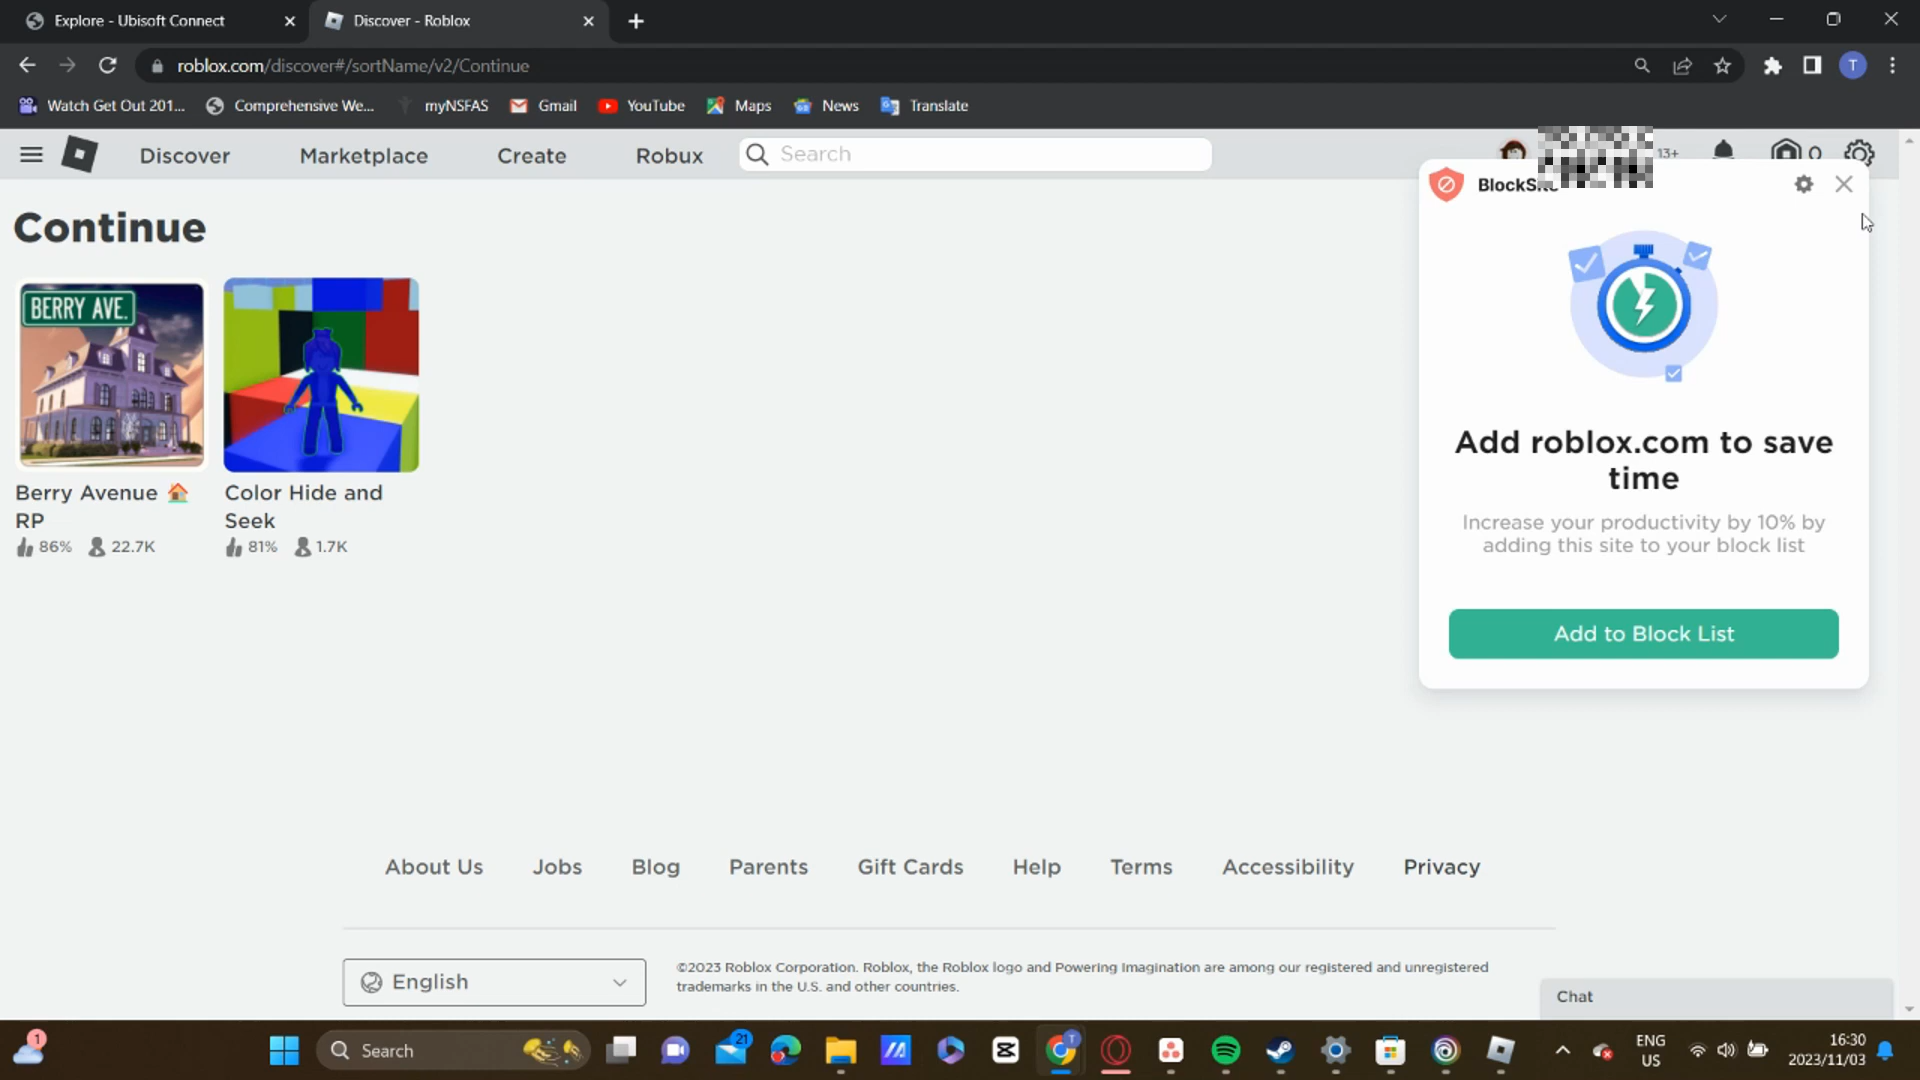 Explore - Ubisoft Connect
Discover - Roblox
roblox.com/discover#/sortName/v2/Continue
T
Watch Get Out 201...
Comprehensive We...
myNSFAS
Gmail
YouTube
Maps
News
Translate
Discover
Marketplace
Create
Robux
Search
13+
0
Continue
BERRY AVE.
Berry Avenue 🏠
RP
86%
22.7K
Color Hide and
Seek
81%
1.7K
BlockSite
Add roblox.com to save
time
Increase your productivity by 10% by
adding this site to your block list
Add to Block List
About Us
Jobs
Blog
Parents
Gift Cards
Help
Terms
Accessibility
Privacy
English
©2023 Roblox Corporation. Roblox, the Roblox logo and Powering Imagination are among our registered and unregistered
trademarks in the U.S. and other countries.
Chat
1
Search
21
T
ENG
US
16:30
2023/11/03